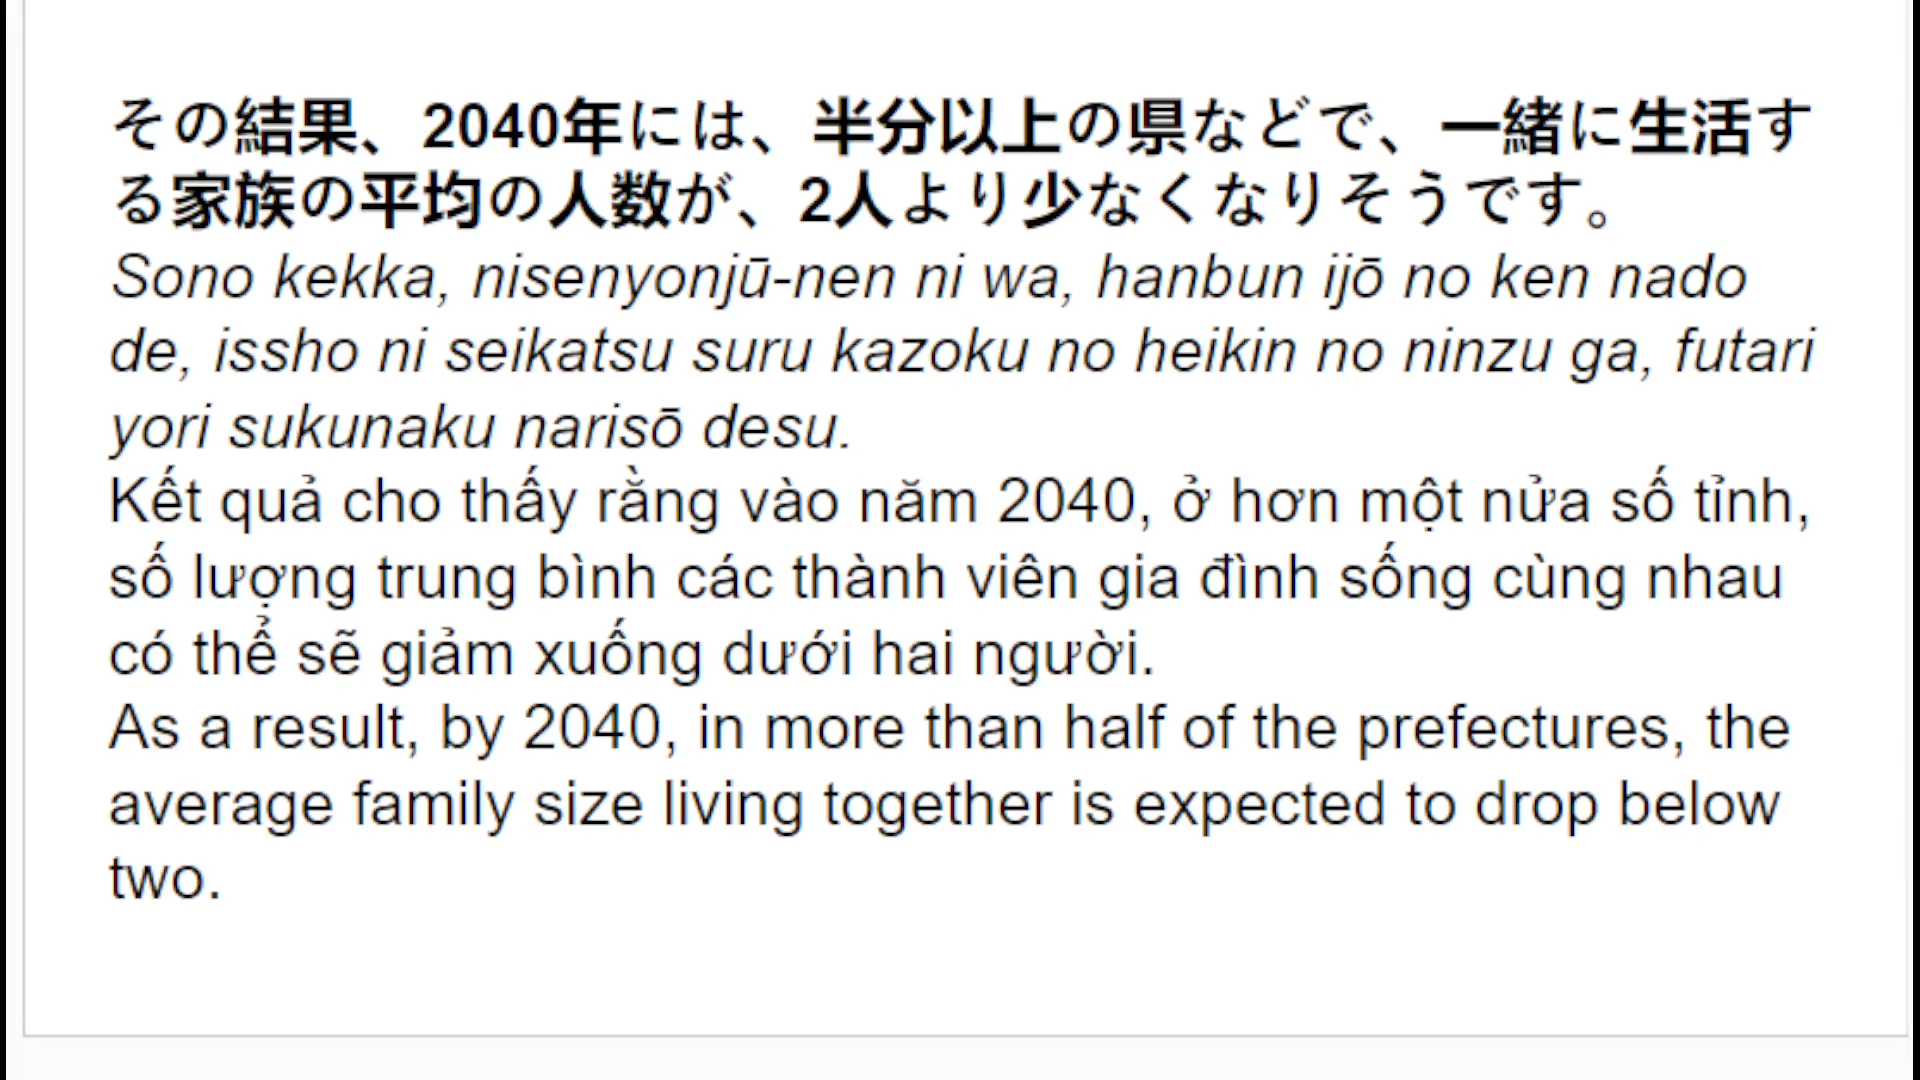 その結果、2040年には、半分以上の県などで、一緒に生活す
る家族の平均の人数が、2人より少なくなりそうです。
Sono kekka, nisenyonjū-nen ni wa, hanbun ijō no ken nado
de, issho ni seikatsu suru kazoku no heikin no ninzu ga, futari
yori sukunaku narisō desu.
Kết quả cho thấy rằng vào năm 2040, ở hơn một nửa số tỉnh,
số lượng trung bình các thành viên gia đình sống cùng nhau
có thể sẽ giảm xuống dưới hai người.
As a result, by 2040, in more than half of the prefectures, the
average family size living together is expected to drop below
two.